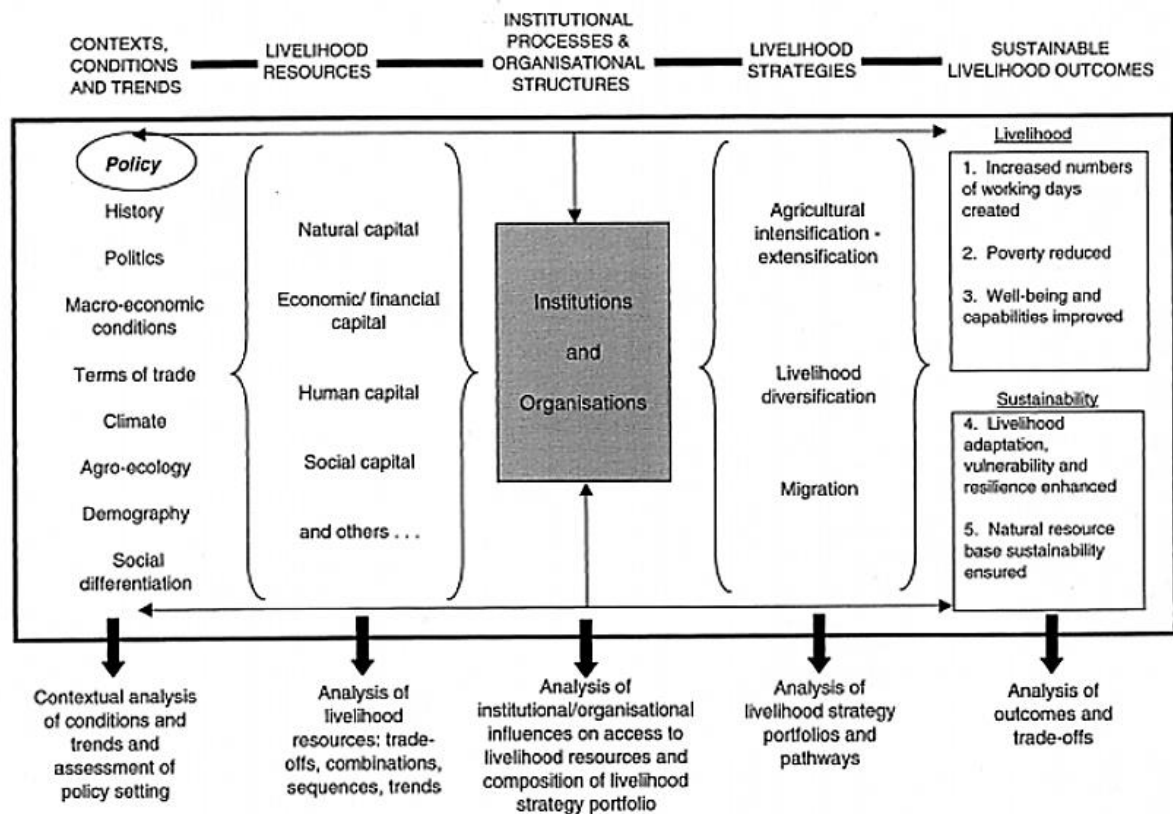 CONTEXTS,
CONDITIONS
AND TRENDS
LIVELIHOOD
RESOURCES
INSTITUTIONAL
PROCESSES &
ORGANISATIONAL
STRUCTURES
LIVELIHOOD
STRATEGIES
SUSTAINABLE
LIVELIHOOD OUTCOMES
Policy
History
Politics
Macro-economic
conditions
Terms of trade
Climate
Agro-ecology
Demography
Social
differentiation
Natural capital
Economic/ financial
capital
Human capital
Social capital
and others . . .
Institutions
and
Organisations
Agricultural
intensification -
extensification
Livelihood
diversification
Migration
Livelihood
1. Increased numbers
of working days
created
2. Poverty reduced
3. Well-being and
capabilities improved
Sustainability
4. Livelihood
adaptation,
vulnerability and
resilience enhanced
5. Natural resource
base sustainability
ensured
Contextual analysis
of conditions and
trends and
assessment of
policy setting
Analysis of
livelihood
resources: trade-
offs, combinations,
sequences, trends
Analysis of
institutional/organisational
influences on access to
livelihood resources and
composition of livelihood
strategy portfolio
Analysis of
livelihood strategy
portfolios and
pathways
Analysis of
outcomes and
trade-offs